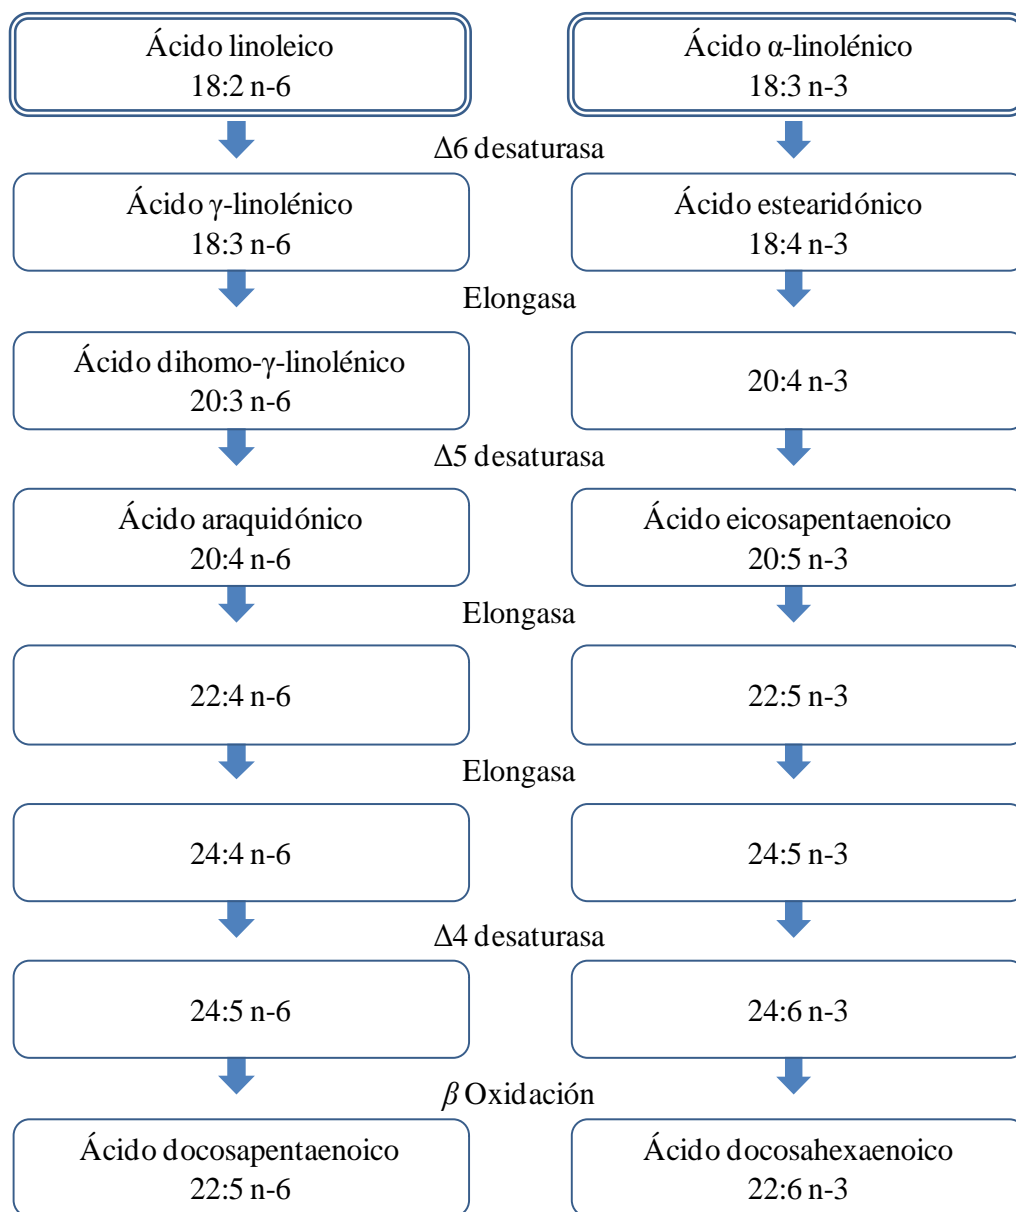 Ácido linoleico
18:2 n-6
Ácido α-linolénico
18:3 n-3
Δ6 desaturasa
Ácido γ-linolénico
18:3 n-6
Ácido estearidónico
18:4 n-3
Elongasa
Ácido dihomo-γ-linolénico
20:3 n-6
20:4 n-3
Δ5 desaturasa
Ácido araquidónico
20:4 n-6
Ácido eicosapentaenoico
20:5 n-3
Elongasa
22:4 n-6
22:5 n-3
Elongasa
24:4 n-6
24:5 n-3
Δ4 desaturasa
24:5 n-6
24:6 n-3
β Oxidación
Ácido docosapentaenoico
22:5 n-6
Ácido docosahexaenoico
22:6 n-3